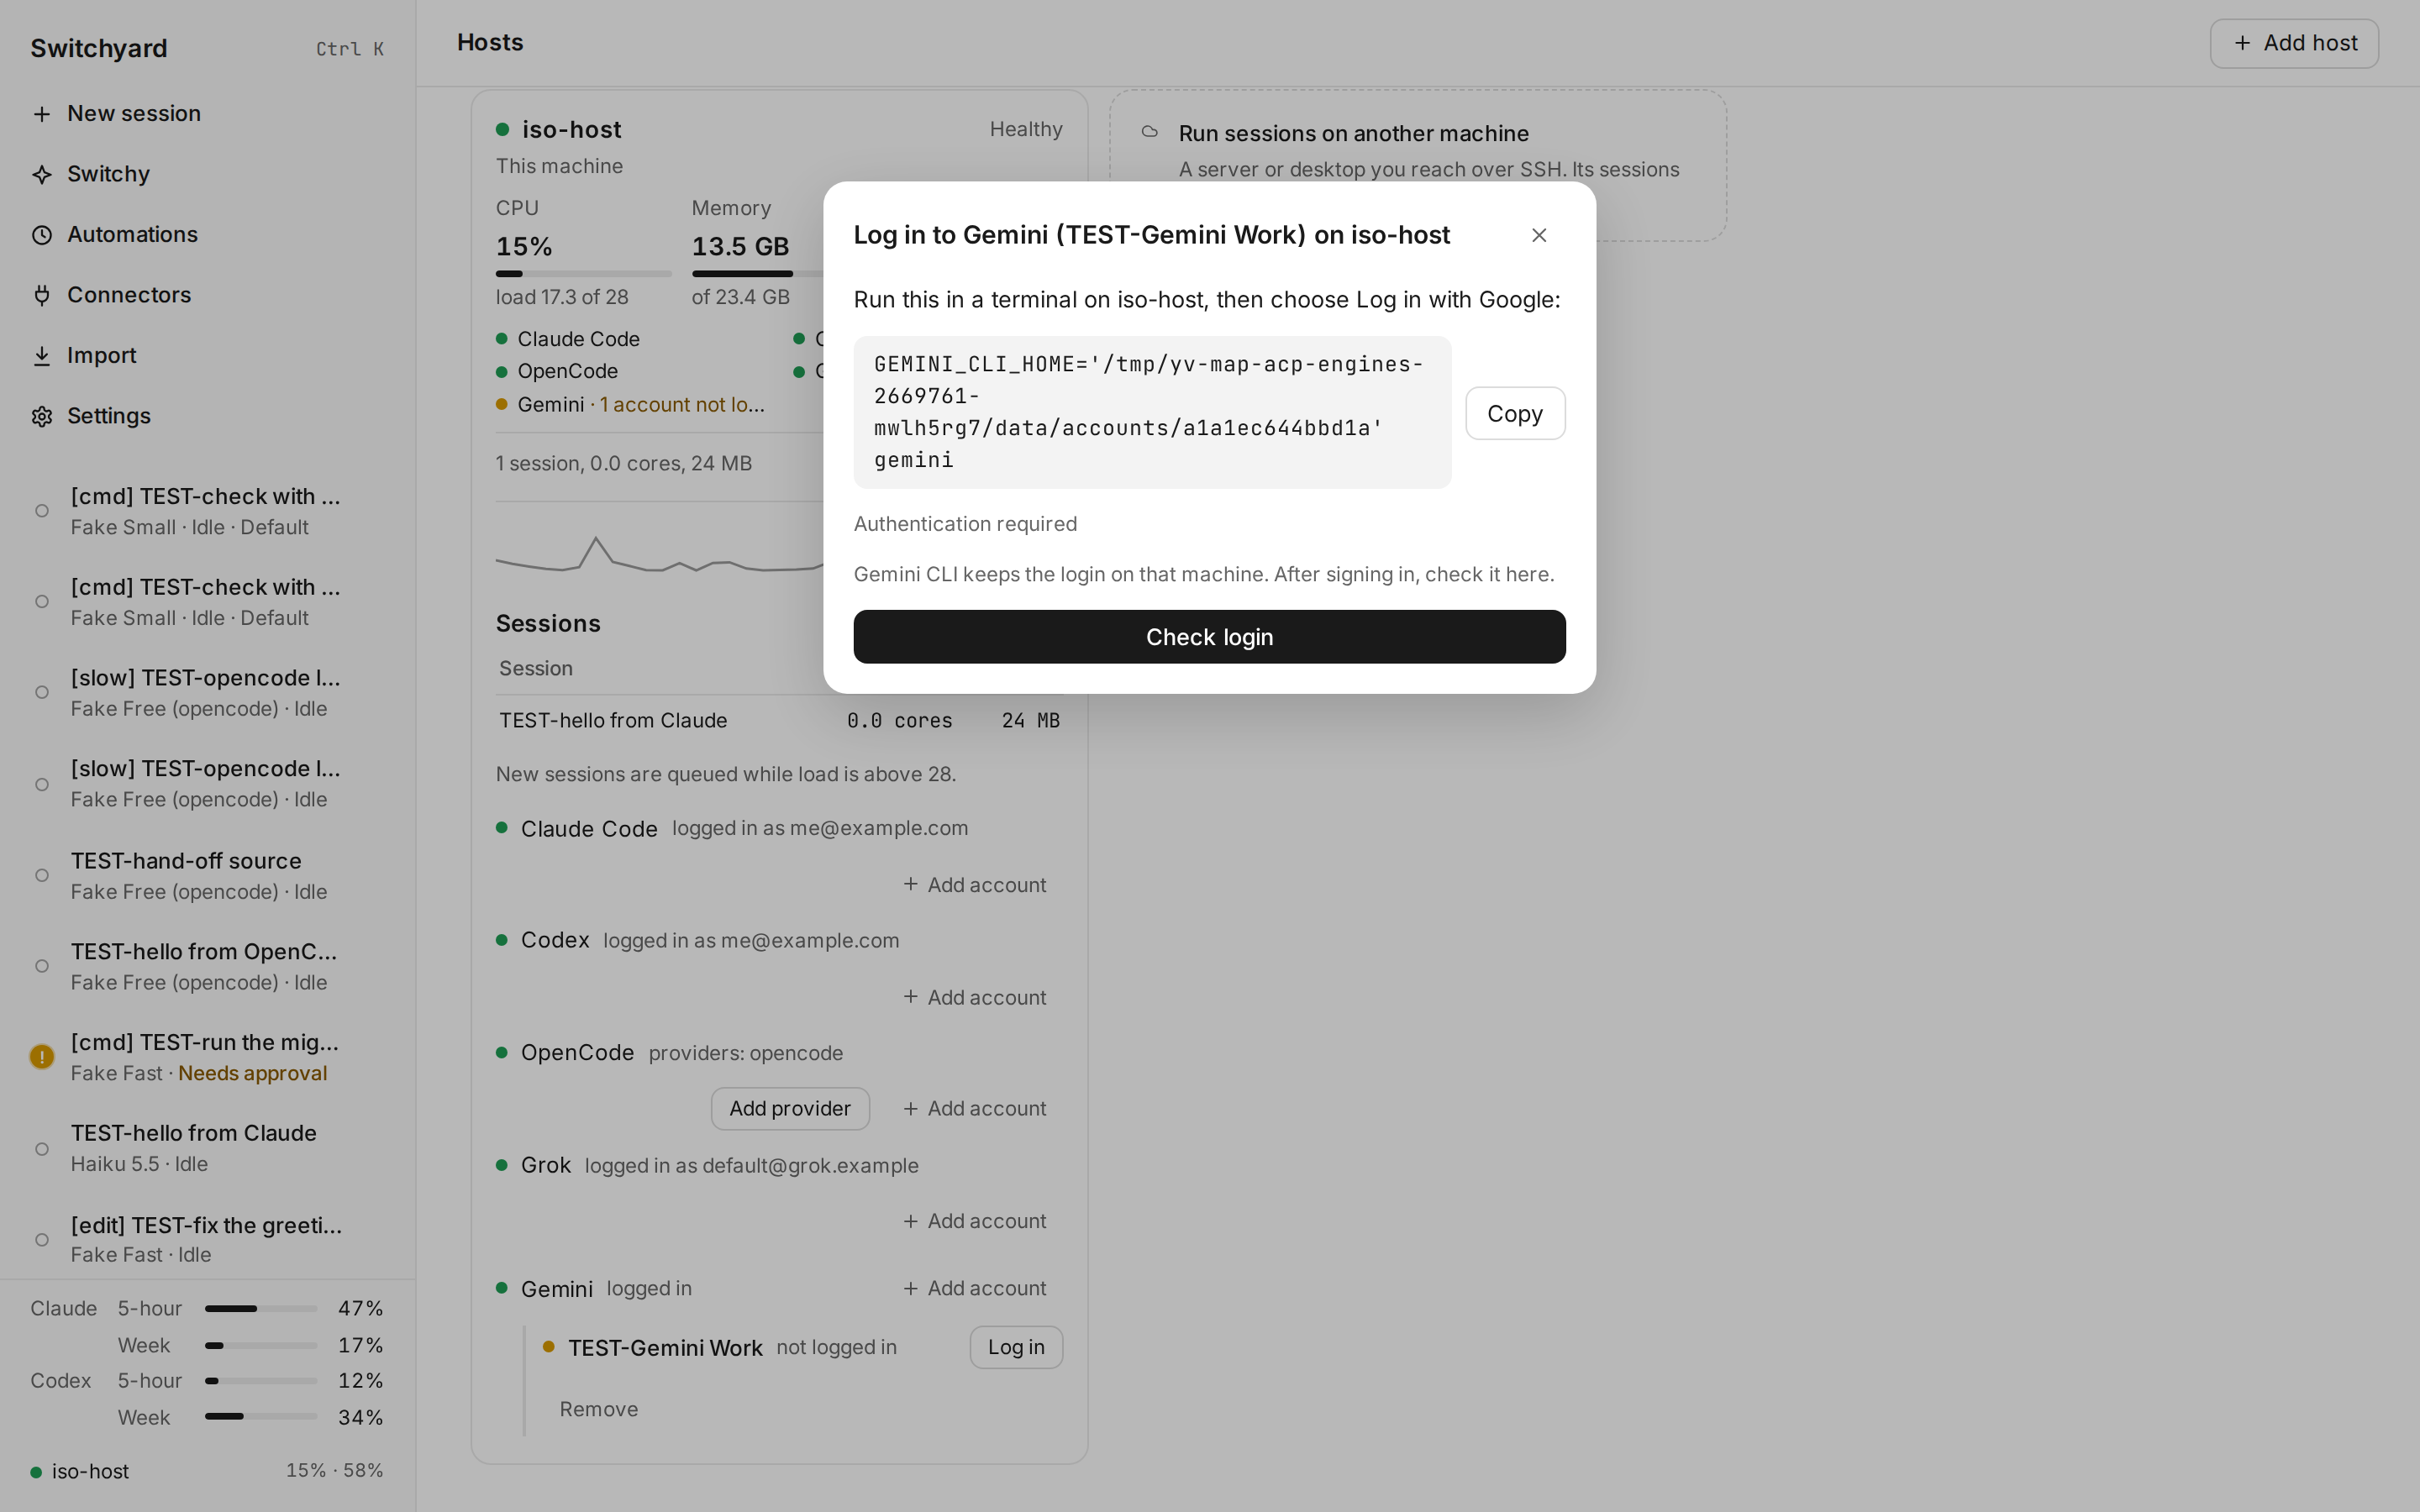 Switchyard
Ctrl K
New session
Switchy
Automations
Connectors
Import
Settings
[cmd] TEST-check with ...
Fake Small · Idle · Default
[cmd] TEST-check with ...
Fake Small · Idle · Default
[slow] TEST-opencode l...
Fake Free (opencode) · Idle
[slow] TEST-opencode l...
Fake Free (opencode) · Idle
TEST-hand-off source
Fake Free (opencode) · Idle
TEST-hello from OpenC...
Fake Free (opencode) · Idle
[cmd] TEST-run the mig...
Fake Fast · Needs approval
TEST-hello from Claude
Haiku 5.5 · Idle
[edit] TEST-fix the greeti...
Fake Fast · Idle
Claude 5-hour 47%
Week 17%
Codex 5-hour 12%
Week 34%
iso-host 15% · 58%
Hosts
+ Add host
iso-host Healthy
This machine
CPU Memory
15% 13.5 GB
load 17.3 of 28 of 23.4 GB
Claude Code
OpenCode
Gemini · 1 account not lo...
1 session, 0.0 cores, 24 MB
Sessions
Session
TEST-hello from Claude 0.0 cores 24 MB
New sessions are queued while load is above 28.
Claude Code logged in as me@example.com
+ Add account
Codex logged in as me@example.com
+ Add account
OpenCode providers: opencode
Add provider + Add account
Grok logged in as default@grok.example
+ Add account
Gemini logged in + Add account
TEST-Gemini Work not logged in Log in
Remove
Run sessions on another machine
A server or desktop you reach over SSH. Its sessions
Log in to Gemini (TEST-Gemini Work) on iso-host
Run this in a terminal on iso-host, then choose Log in with Google:
GEMINI_CLI_HOME='/tmp/yv-map-acp-engines-
2669761-
mwlh5rg7/data/accounts/a1a1ec644bbd1a'
gemini
Copy
Authentication required
Gemini CLI keeps the login on that machine. After signing in, check it here.
Check login